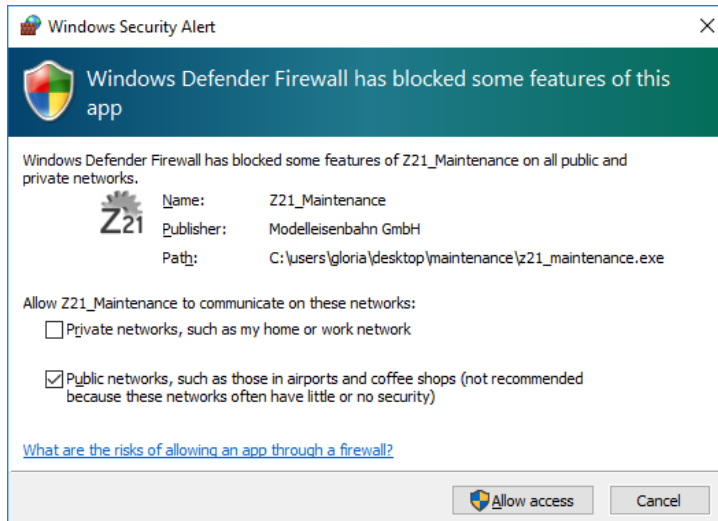 Windows Security Alert
Windows Defender Firewall has blocked some features of this
app
Windows Defender Firewall has blocked some features of Z21_Maintenance on all public and
private networks.
Z21
Name: Z21_Maintenance
Publisher: Modelleisenbahn GmbH
Path: C:\users\gloria\desktop\maintenance\z21_maintenance.exe
Allow Z21_Maintenance to communicate on these networks:
Private networks, such as my home or work network
Public networks, such as those in airports and coffee shops (not recommended
because these networks often have little or no security)
What are the risks of allowing an app through a firewall?
Allow access Cancel